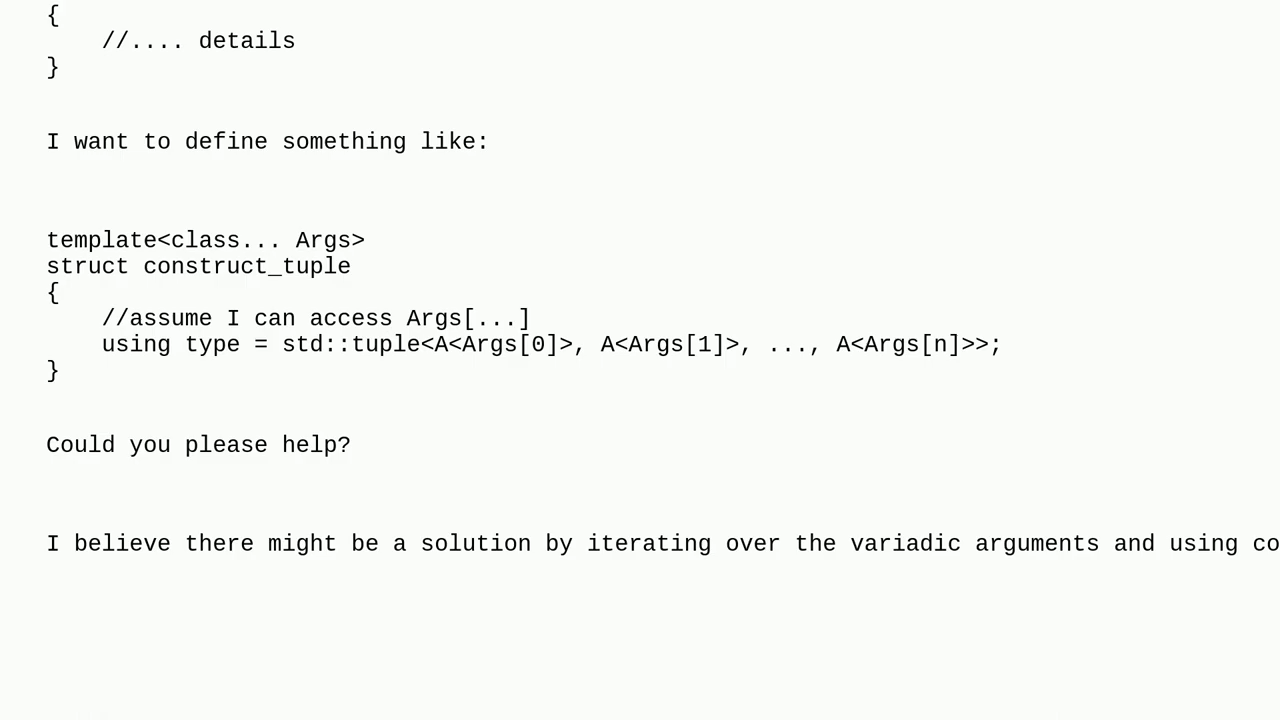 {
    //.... details
}
I want to define something like:
template<class... Args>
struct construct_tuple
{
    //assume I can access Args[...]
    using type = std::tuple<A<Args[0]>, A<Args[1]>, ..., A<Args[n]>>;
}
Could you please help?
I believe there might be a solution by iterating over the variadic arguments and using co